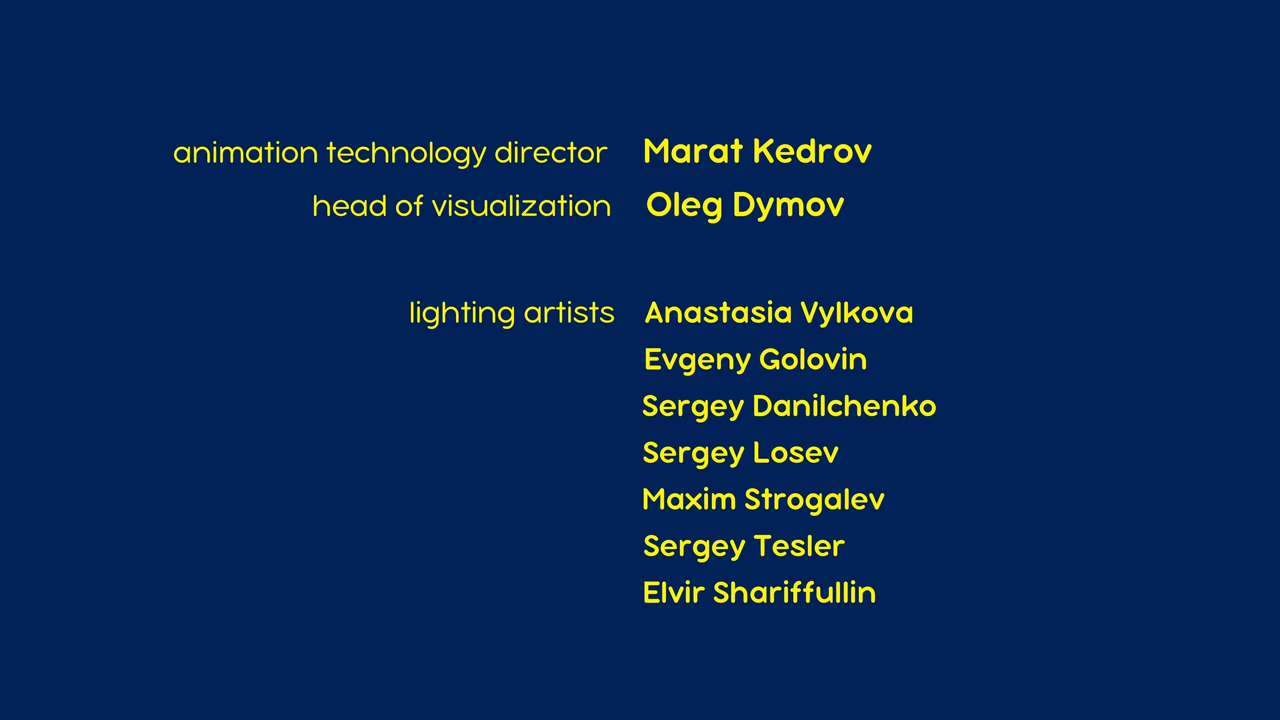 animation technology director Marat Kedrov
head of visualization Oleg Dymov
lighting artists Anastasia Vylkova
Evgeny Golovin
Sergey Danilchenko
Sergey Losev
Maxim Strogalev
Sergey Tesler
Elvir Shariffullin